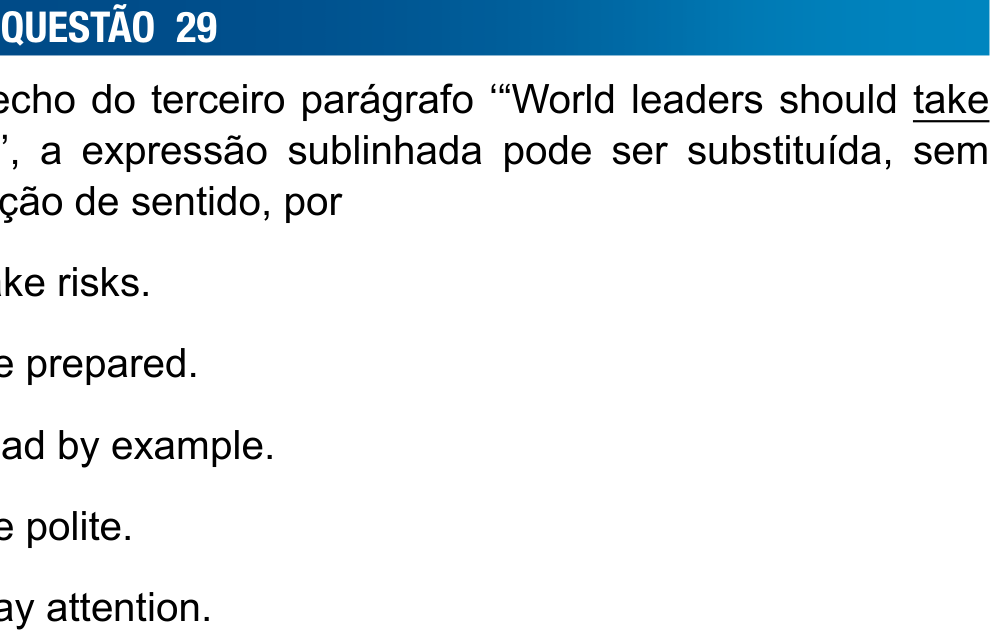 QUESTÃO 29
echo do terceiro parágrafo ‘“World leaders should take
’, a expressão sublinhada pode ser substituída, sem
ção de sentido, por
ke risks.
e prepared.
ad by example.
e polite.
ay attention.